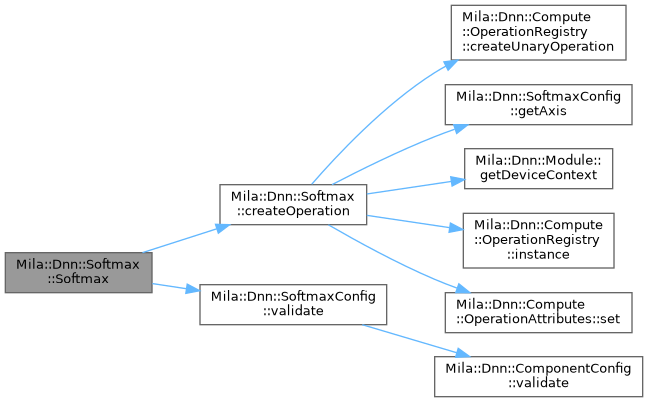 Mila::Dnn::Softmax
::Softmax
Mila::Dnn::Softmax
::createOperation
Mila::Dnn::Compute
::OperationRegistry
::createUnaryOperation
Mila::Dnn::SoftmaxConfig
::getAxis
Mila::Dnn::Module::
getDeviceContext
Mila::Dnn::Compute
::OperationRegistry
::instance
Mila::Dnn::Compute
::OperationAttributes::set
Mila::Dnn::SoftmaxConfig
::validate
Mila::Dnn::ComponentConfig
::validate